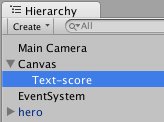 Hierarchy
Create All
Main Camera
Canvas
Text-score
EventSystem
hero